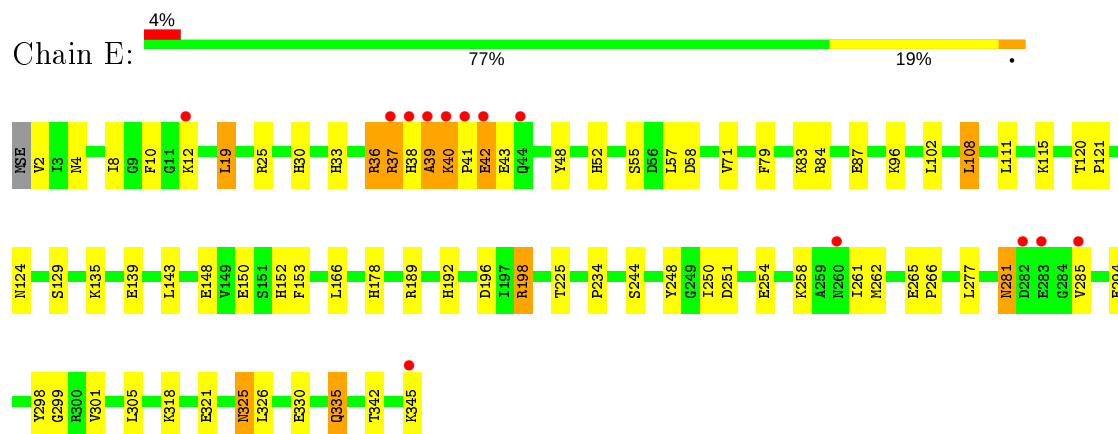 4%
Chain E:
77% 19% •
MSE V2 I3 N4 I8 G9 F10 G11 K12 L19 R25 H30 H33 R36 R37 H38 A39 K40 P41 E42 E43 Q44 Y48 H52 S55 D56 L57 D58 V71 F79 K83 R84 E87 K96 L102 L108 L111 K115 T120 P121
N124 S129 K135 E139 L143 E148 V149 E150 S151 H152 F153 L166 H178 R189 H192 D196 I197 R198 T225 P234 S244 Y248 G249 I250 D251 E254 K258 A259 N260 I261 M262 E265 P266 L277 N281 D282 E283 G284 V285
Y298 G299 R300 V301 L305 K318 E321 N325 L326 E330 Q335 T342 K345